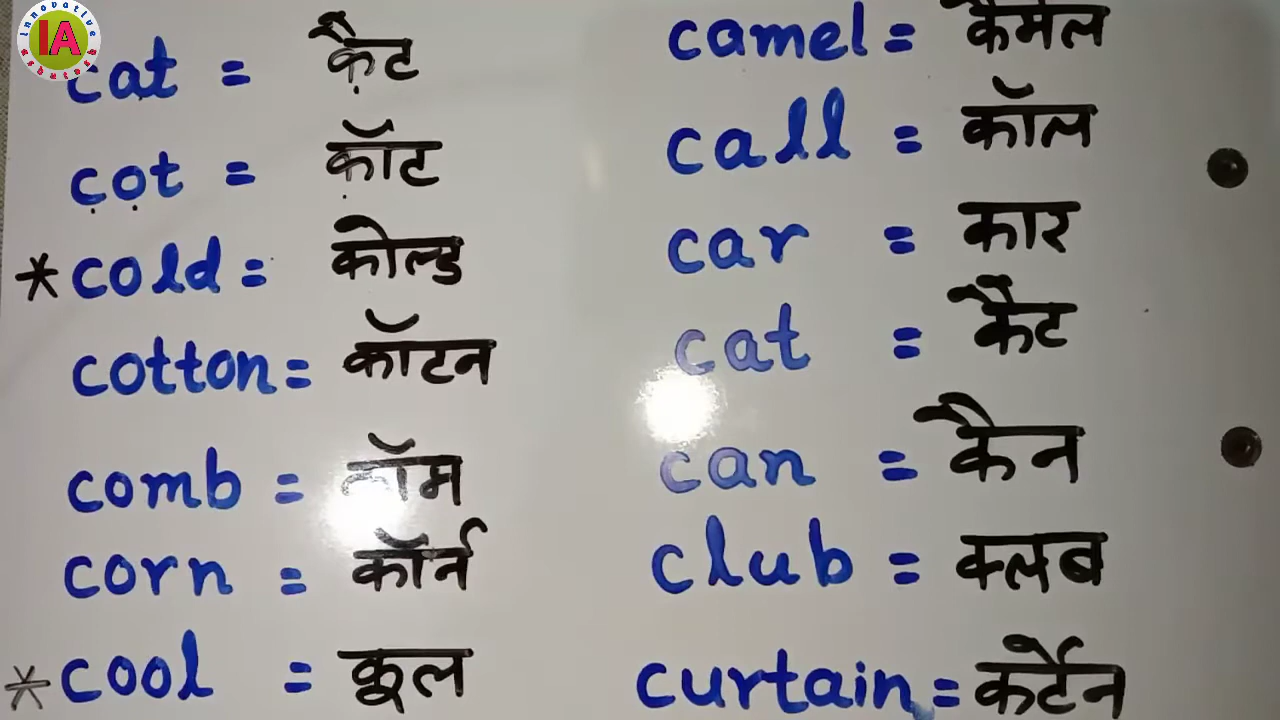 innovative
IA
cat = कैट
cot = कॉट
*cold = कोल्ड
cotton = कॉटन
comb = कॉम
corn = कॉर्न
*cool = कूल
camel = कैमल
call = कॉल
car = कार
cat = कैट
can = कैन
club = क्लब
curtain = कर्टेन